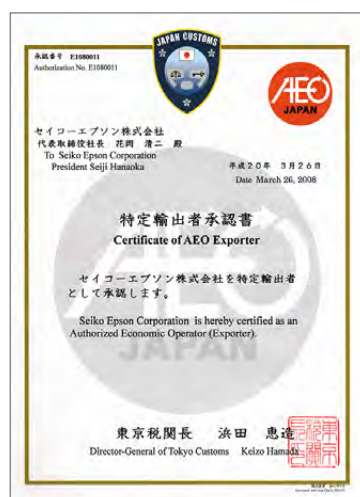 JAPAN CUSTOMS
承認番号 E1080011
Authorization No. E1080011
AEO
JAPAN
セイコーエプソン株式会社
代表取締役社長 花岡 清二 殿
To Seiko Epson Corporation
President Seiji Hanaoka
平成20年 3月26日
Date March 26, 2008
特定輸出者承認書
Certificate of AEO Exporter
セイコーエプソン株式会社を特定輸出者
として承認します。
Seiko Epson Corporation is hereby certified as an
Authorized Economic Operator (Exporter).
JAPAN
東京税関長 浜田 恵造
Director-General of Tokyo Customs Keizo Hamada